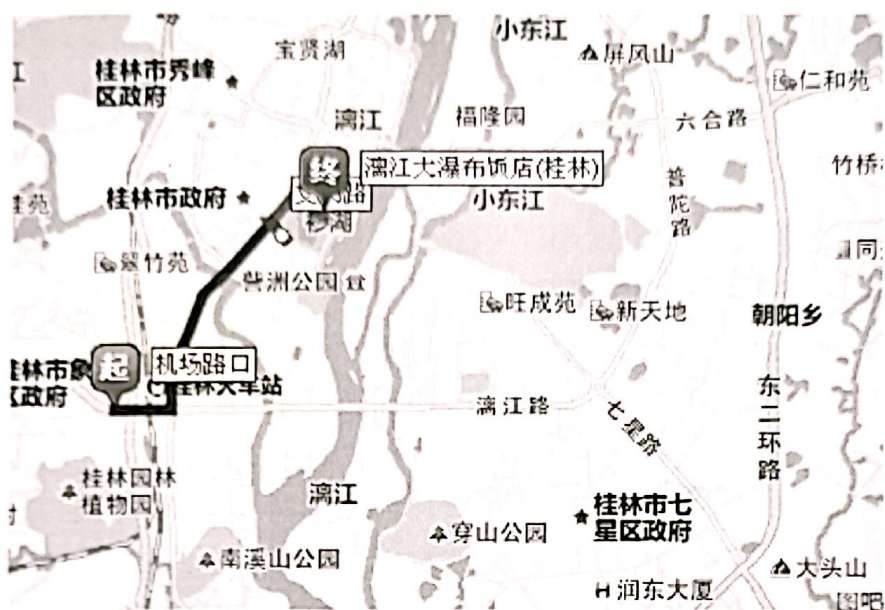 小东江
宝贤湖
屏风山
桂林市秀峰
区政府
仁和苑
漓江
福隆园
六合路
终
漓江大瀑布饭店(桂林)
竹桥
普陀路
桂林市政府
小东江
杉湖
桂苑
翠竹苑
訾洲公园
同
旺成苑
新天地
朝阳乡
起
机场路口
桂林市象
区政府
桂林火车站
漓江路
东二环路
七星路
桂林园林
植物园
漓江
穿山公园
桂林市七
星区政府
南溪山公园
大头山
H 润东大厦
图吧